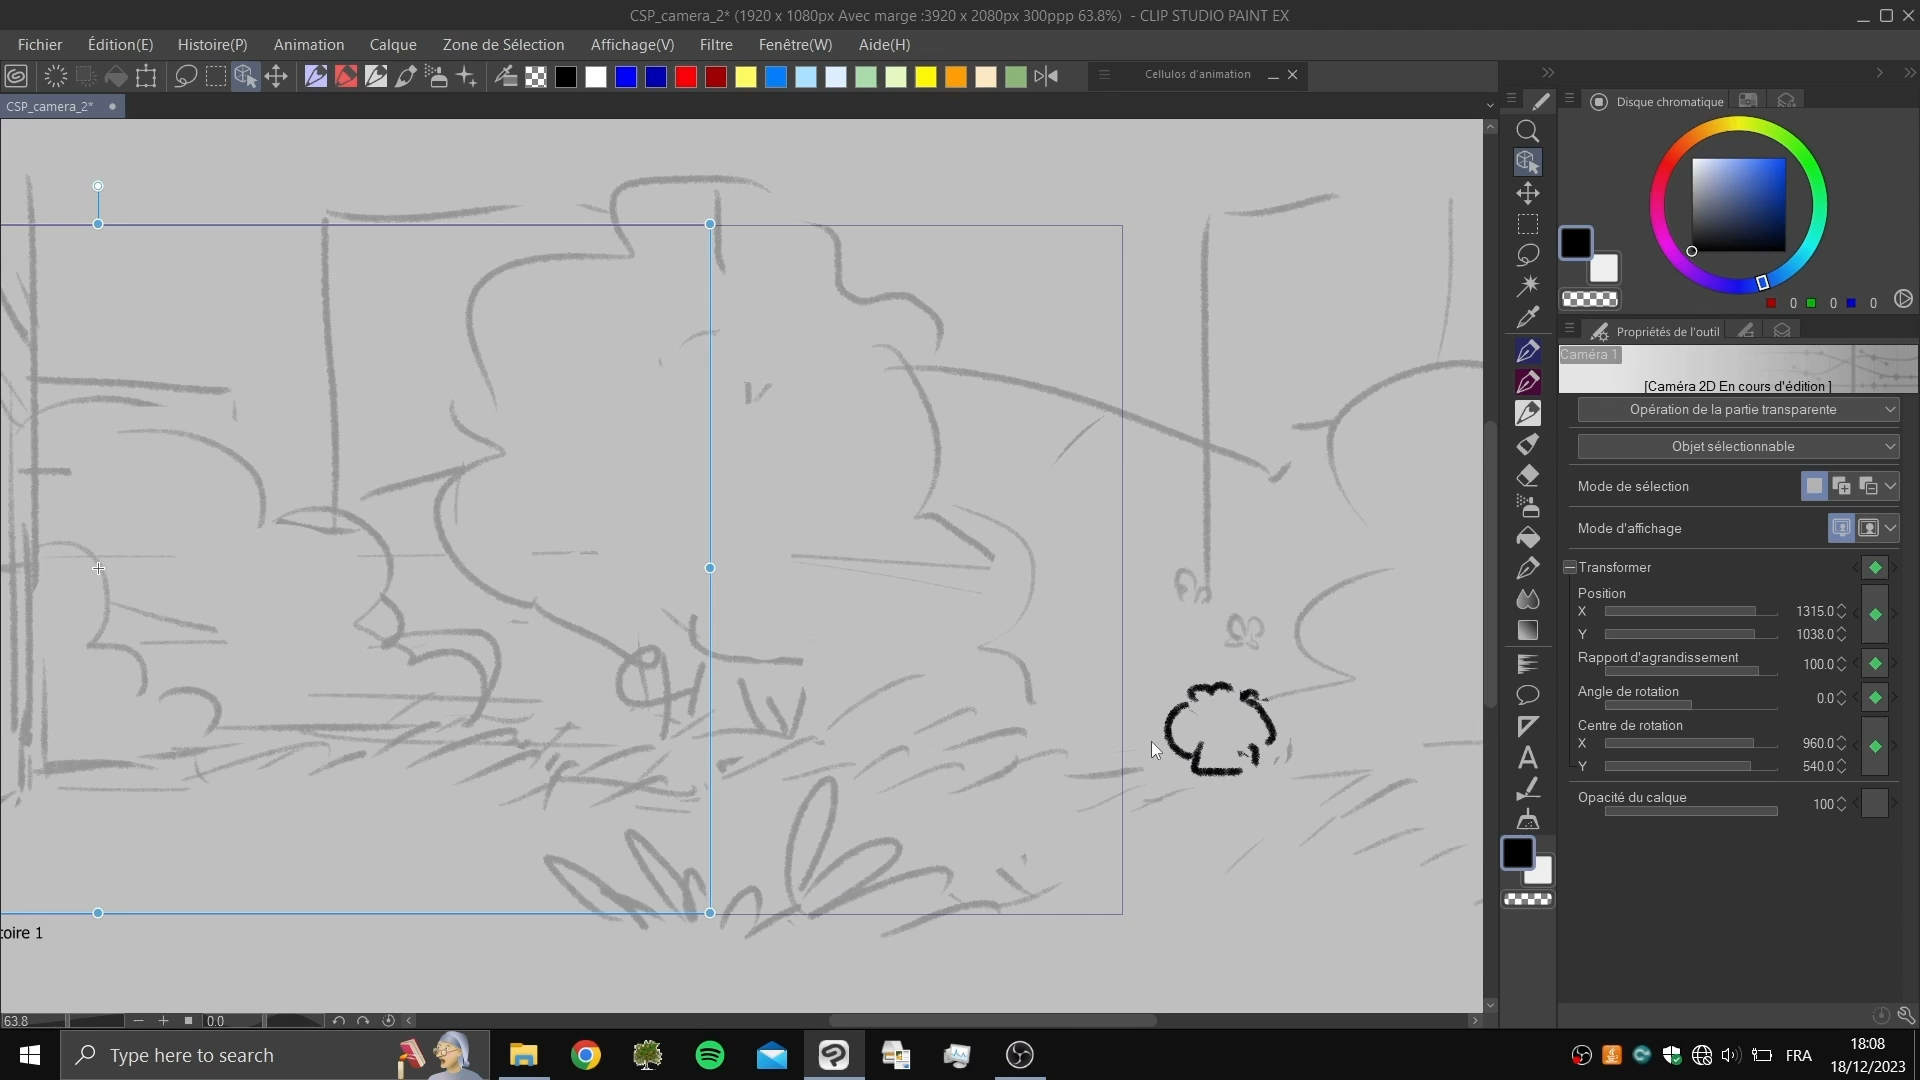 CSP_camera_2* (1920 x 1080px Avec marge :3920 x 2080px 300ppp 63.8%) - CLIP STUDIO PAINT EX
Fichier Édition(E) Histoire(P) Animation Calque Zone de Sélection Affichage(V) Filtre Fenêtre(W) Aide(H)
Cellulos d'animation
CSP_camera_2*
Disque chromatique
0 0 0
Propriétés de l'outil
Caméra 1
[Caméra 2D En cours d'édition ]
Opération de la partie transparente
Objet sélectionnable
Mode de sélection
Mode d'affichage
Transformer
Position
X 1315.0
Y 1038.0
Rapport d'agrandissement
100.0
Angle de rotation
0.0
Centre de rotation
X 960.0
Y 540.0
Opacité du calque
100
toire 1
63.8 0.0
Type here to search
FRA
18:08
18/12/2023